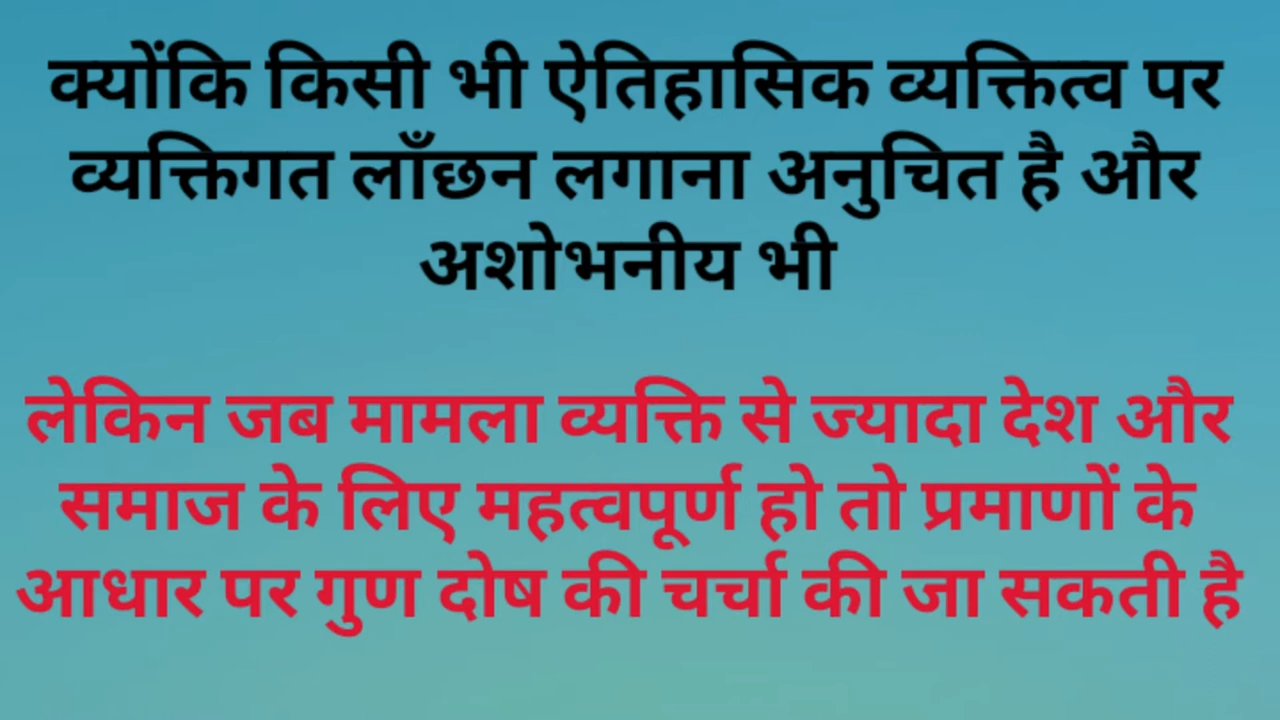 क्योंकि किसी भी ऐतिहासिक व्यक्तित्व पर
व्यक्तिगत लाँछन लगाना अनुचित है और
अशोभनीय भी
लेकिन जब मामला व्यक्ति से ज्यादा देश और
समाज के लिए महत्वपूर्ण हो तो प्रमाणों के
आधार पर गुण दोष की चर्चा की जा सकती है